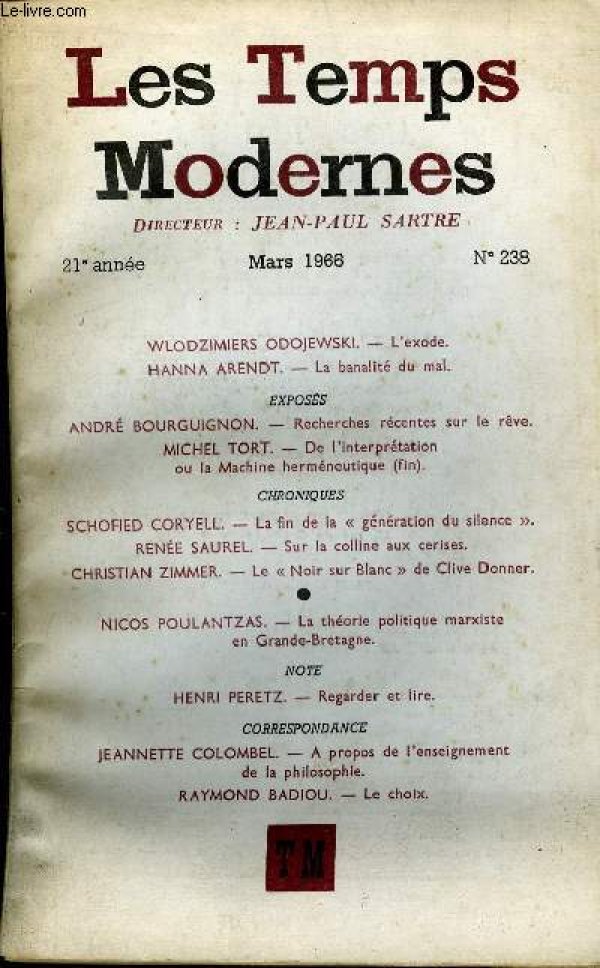 Le-livre.com
Les Temps
Modernes
DIRECTEUR : JEAN-PAUL SARTRE
21e année Mars 1966 N° 238
WLODZIMIERS ODOJEWSKI. — L'exode.
HANNA ARENDT. — La banalité du mal.
EXPOSÉS
ANDRÉ BOURGUIGNON. — Recherches récentes sur le rêve.
MICHEL TORT. — De l'interprétation
ou la Machine herméneutique (fin).
CHRONIQUES
SCHOFIED CORYELL. — La fin de la « génération du silence ».
RENÉE SAUREL. — Sur la colline aux cerises.
CHRISTIAN ZIMMER. — Le « Noir sur Blanc » de Clive Donner.
NICOS POULANTZAS. — La théorie politique marxiste
en Grande-Bretagne.
NOTE
HENRI PERETZ. — Regarder et lire.
CORRESPONDANCE
JEANNETTE COLOMBEL. — A propos de l'enseignement
de la philosophie.
RAYMOND BADIOU. — Le choix.
TM